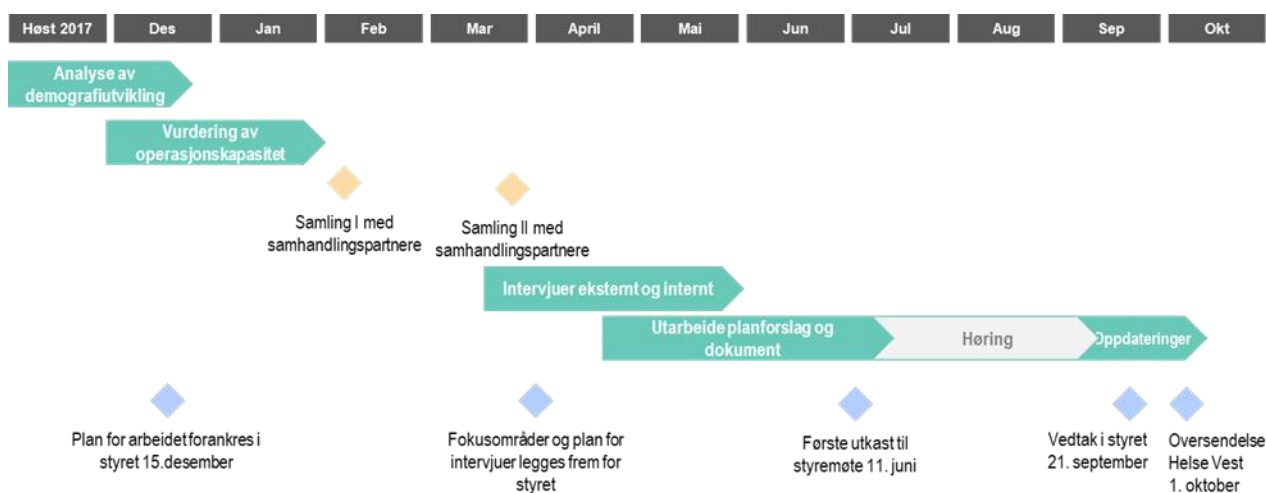 Høst 2017 Des Jan Feb Mar April Mai Jun Jul Aug Sep Okt
Analyse av
demografiutvikling
Vurdering av
operasjonskapasitet
Samling I med
samhandlingspartnere
Samling II med
samhandlingspartnere
Intervjuer eksternt og internt
Utarbeide planforslag og
dokument
Høring
Oppdateringer
Plan for arbeidet forankres i
styret 15.desember
Fokusområder og plan for
intervjuer legges frem for
styret
Første utkast til
styremøte 11. juni
Vedtak i styret
21. september
Oversendelse
Helse Vest
1. oktober